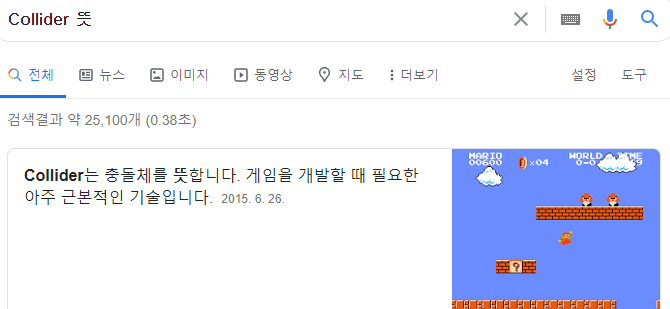 Collider 뜻
전체 뉴스 이미지 동영상 지도 더보기 설정 도구
검색결과 약 25,100개 (0.38초)
Collider는 충돌체를 뜻합니다. 게임을 개발할 때 필요한
아주 근본적인 기술입니다. 2015. 6. 26.
MARIO WORLD TIME
00600 ×04
?